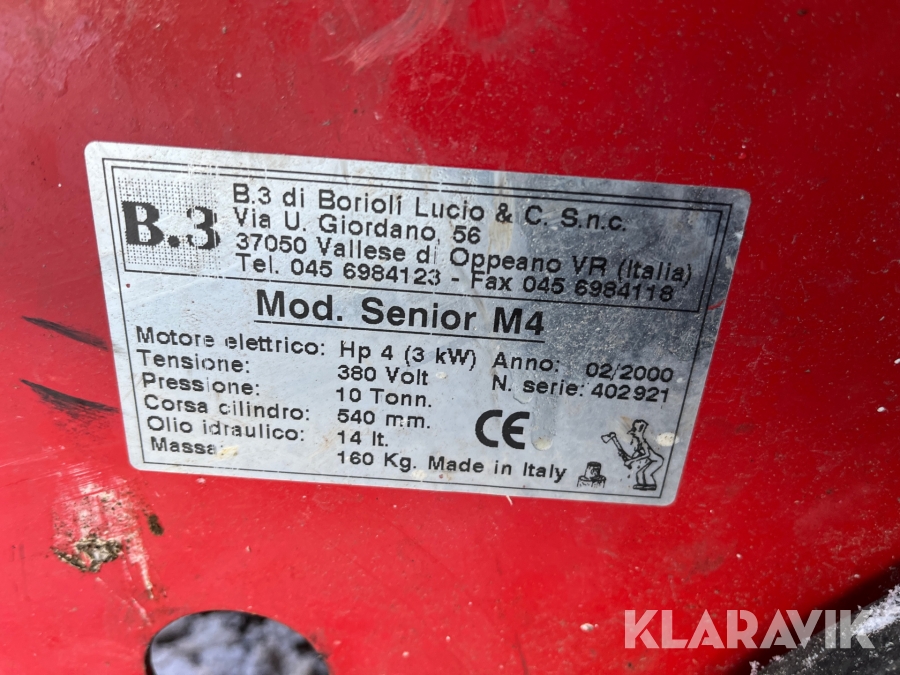 B.3
B.3 di Borioli Lucio & C. S.n.c.
Via U. Giordano, 56
37050 Vallese di Oppeano VR (Italia)
Tel. 045 6984123 - Fax 045 6984118
Mod. Senior M4
Motore elettrico: Hp 4 (3 kW) Anno: 02/2000
Tensione: 380 Volt N. serie: 402921
Pressione: 10 Tonn.
Corsa cilindro: 540 mm.
Olio idraulico: 14 lt.
Massa: 160 Kg. Made in Italy
CE
KLARAVIK